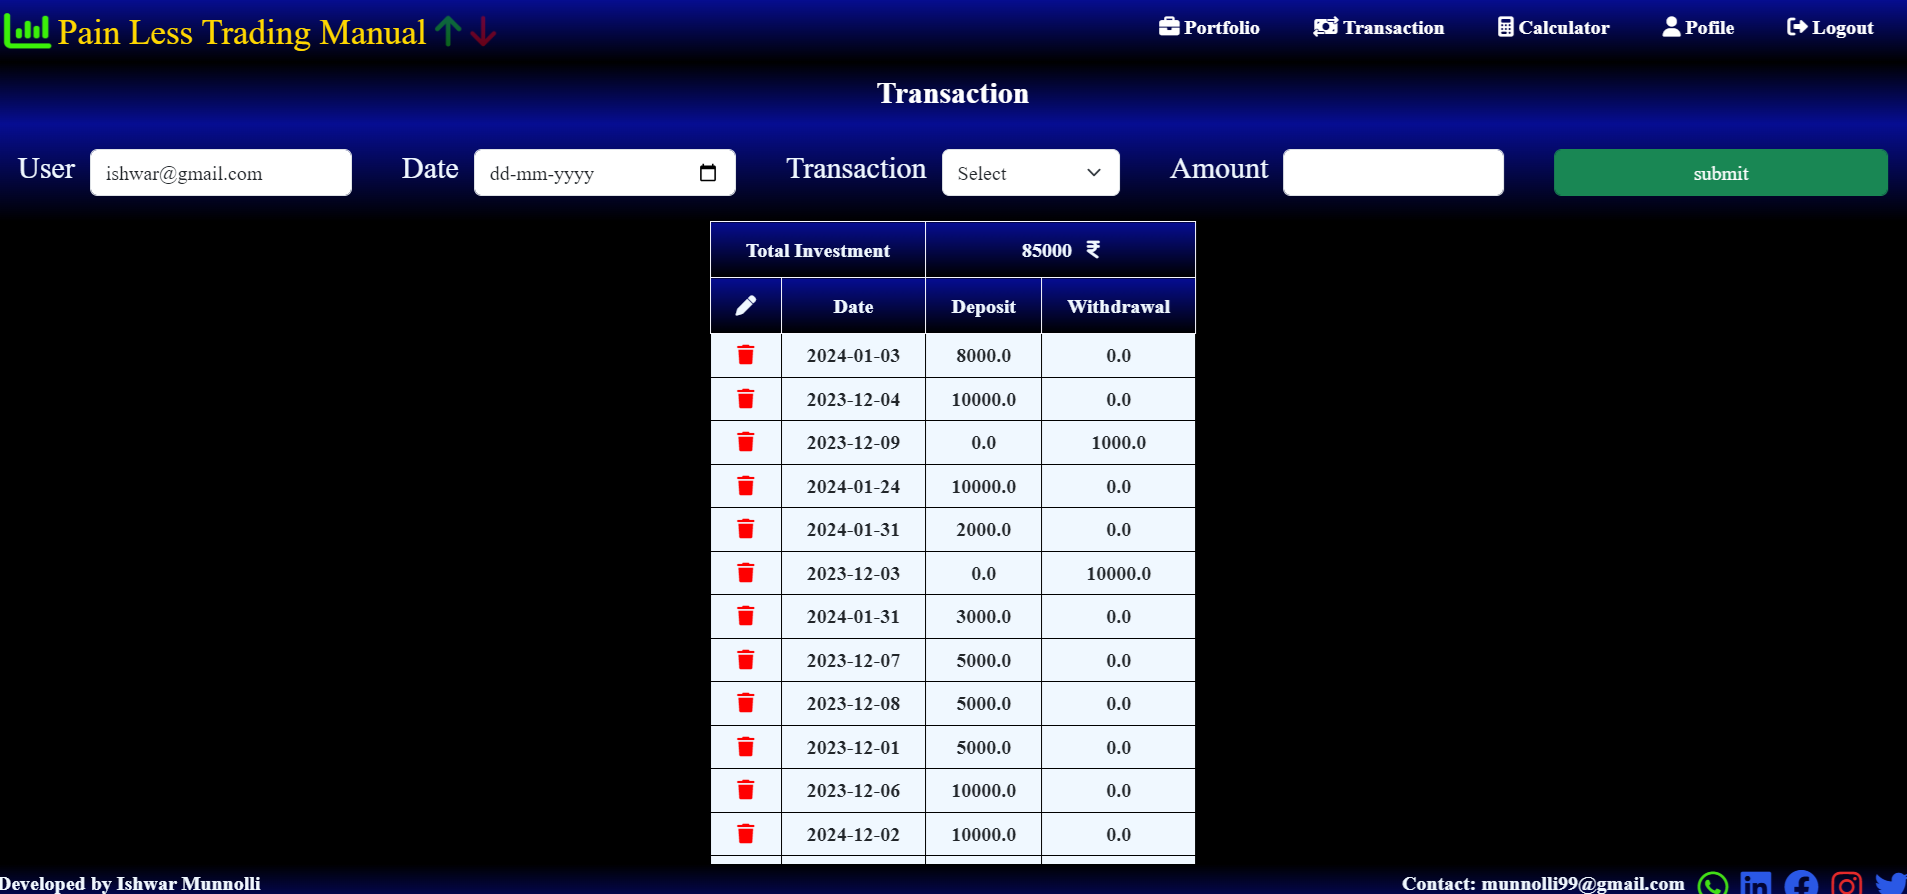 Pain Less Trading Manual
Portfolio Transaction Calculator Pofile Logout
Transaction
User ishwar@gmail.com Date dd-mm-yyyy Transaction Select Amount submit
Total Investment 85000 ₹
Date Deposit Withdrawal
2024-01-03 8000.0 0.0
2023-12-04 10000.0 0.0
2023-12-09 0.0 1000.0
2024-01-24 10000.0 0.0
2024-01-31 2000.0 0.0
2023-12-03 0.0 10000.0
2024-01-31 3000.0 0.0
2023-12-07 5000.0 0.0
2023-12-08 5000.0 0.0
2023-12-01 5000.0 0.0
2023-12-06 10000.0 0.0
2024-12-02 10000.0 0.0
Developed by Ishwar Munnolli
Contact: munnolli99@gmail.com